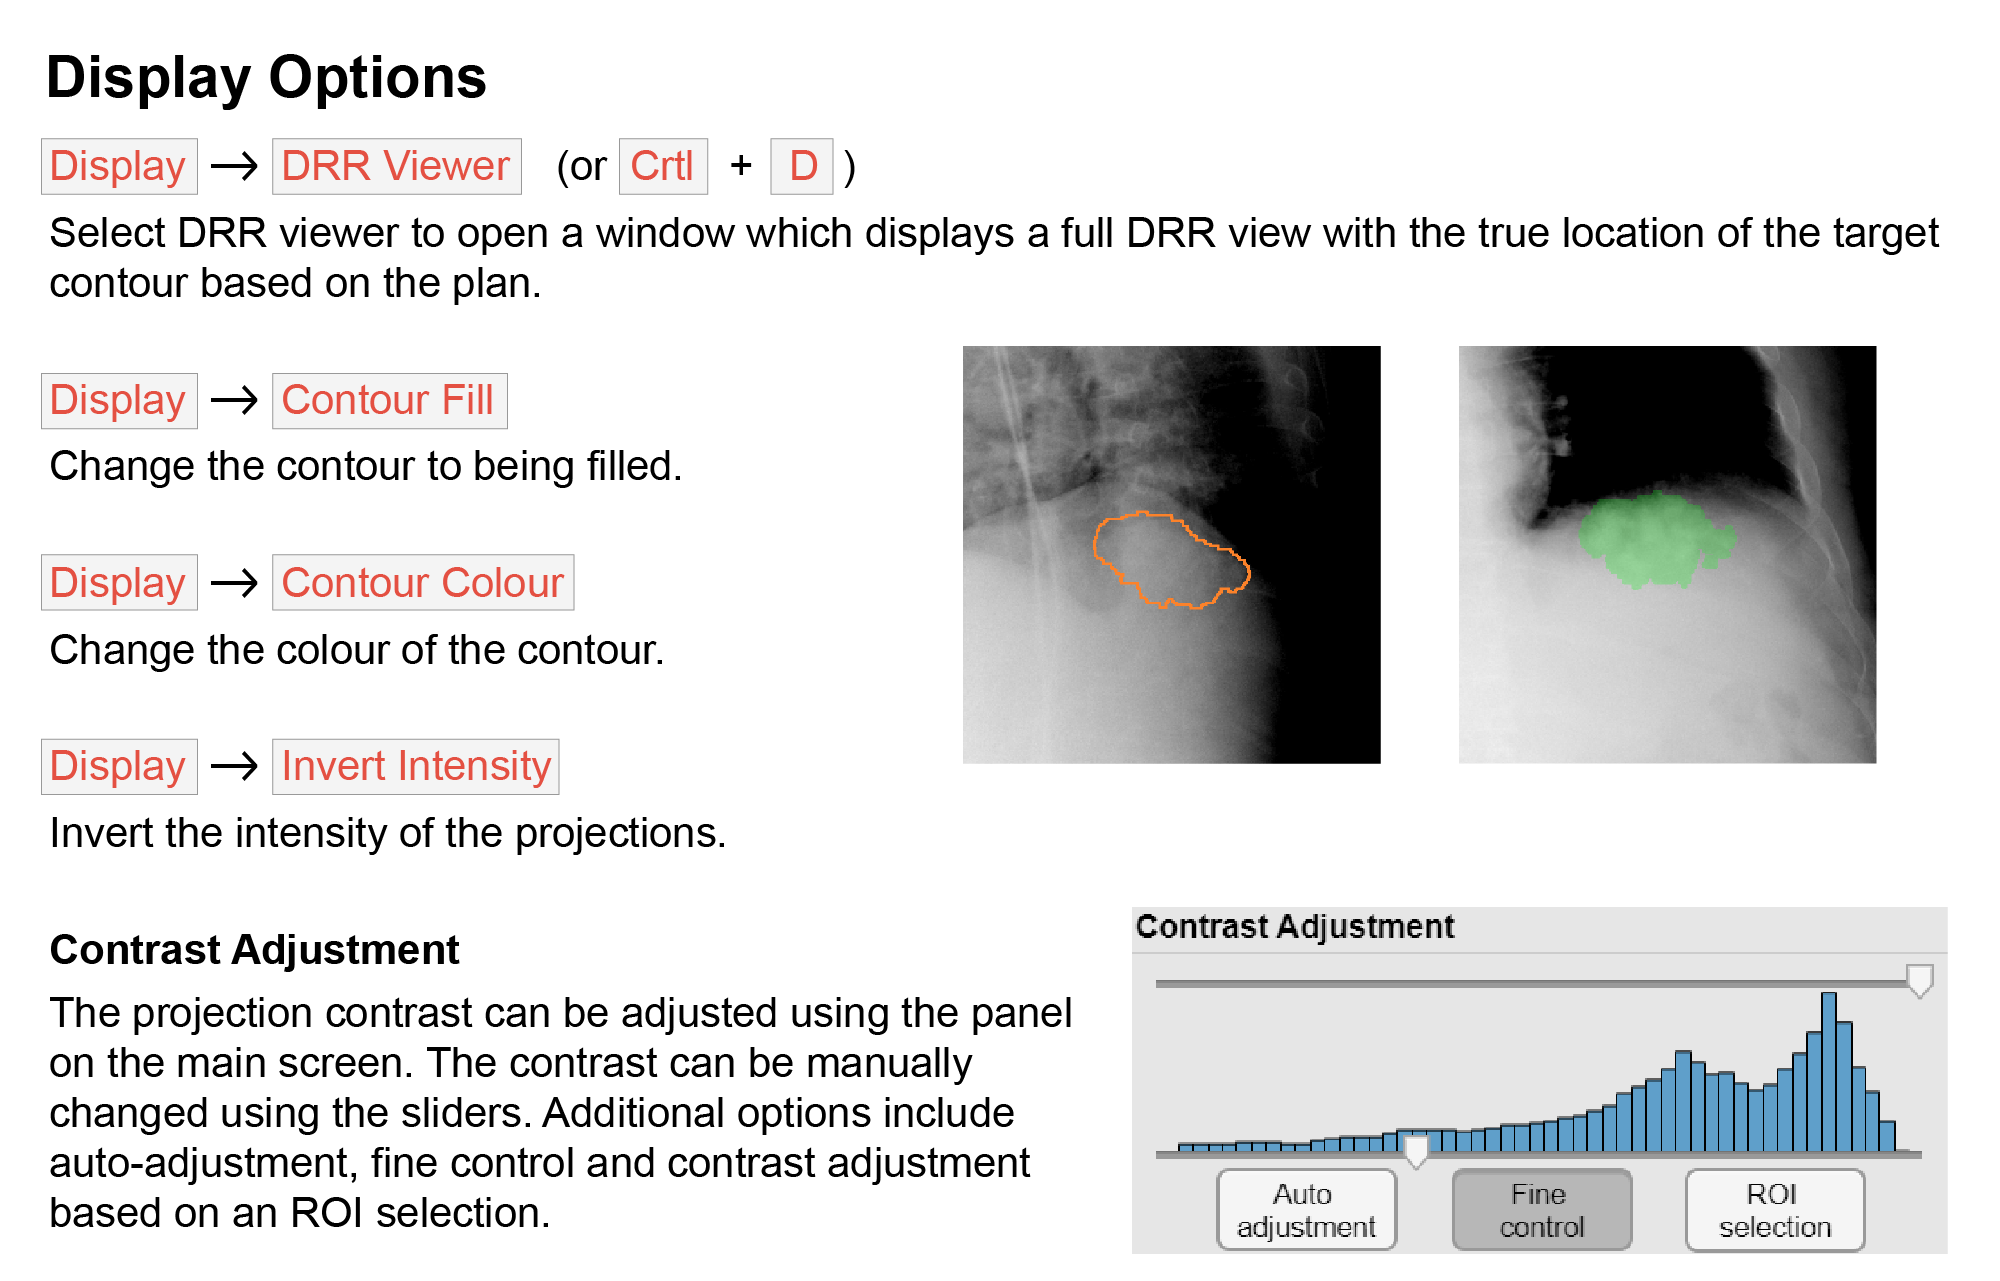 Display Options
Display → DRR Viewer (or Crtl + D )
Select DRR viewer to open a window which displays a full DRR view with the true location of the target
contour based on the plan.
Display → Contour Fill
Change the contour to being filled.
Display → Contour Colour
Change the colour of the contour.
Display → Invert Intensity
Invert the intensity of the projections.
Contrast Adjustment
The projection contrast can be adjusted using the panel
on the main screen. The contrast can be manually
changed using the sliders. Additional options include
auto-adjustment, fine control and contrast adjustment
based on an ROI selection.
Contrast Adjustment
Auto
adjustment
Fine
control
ROI
selection